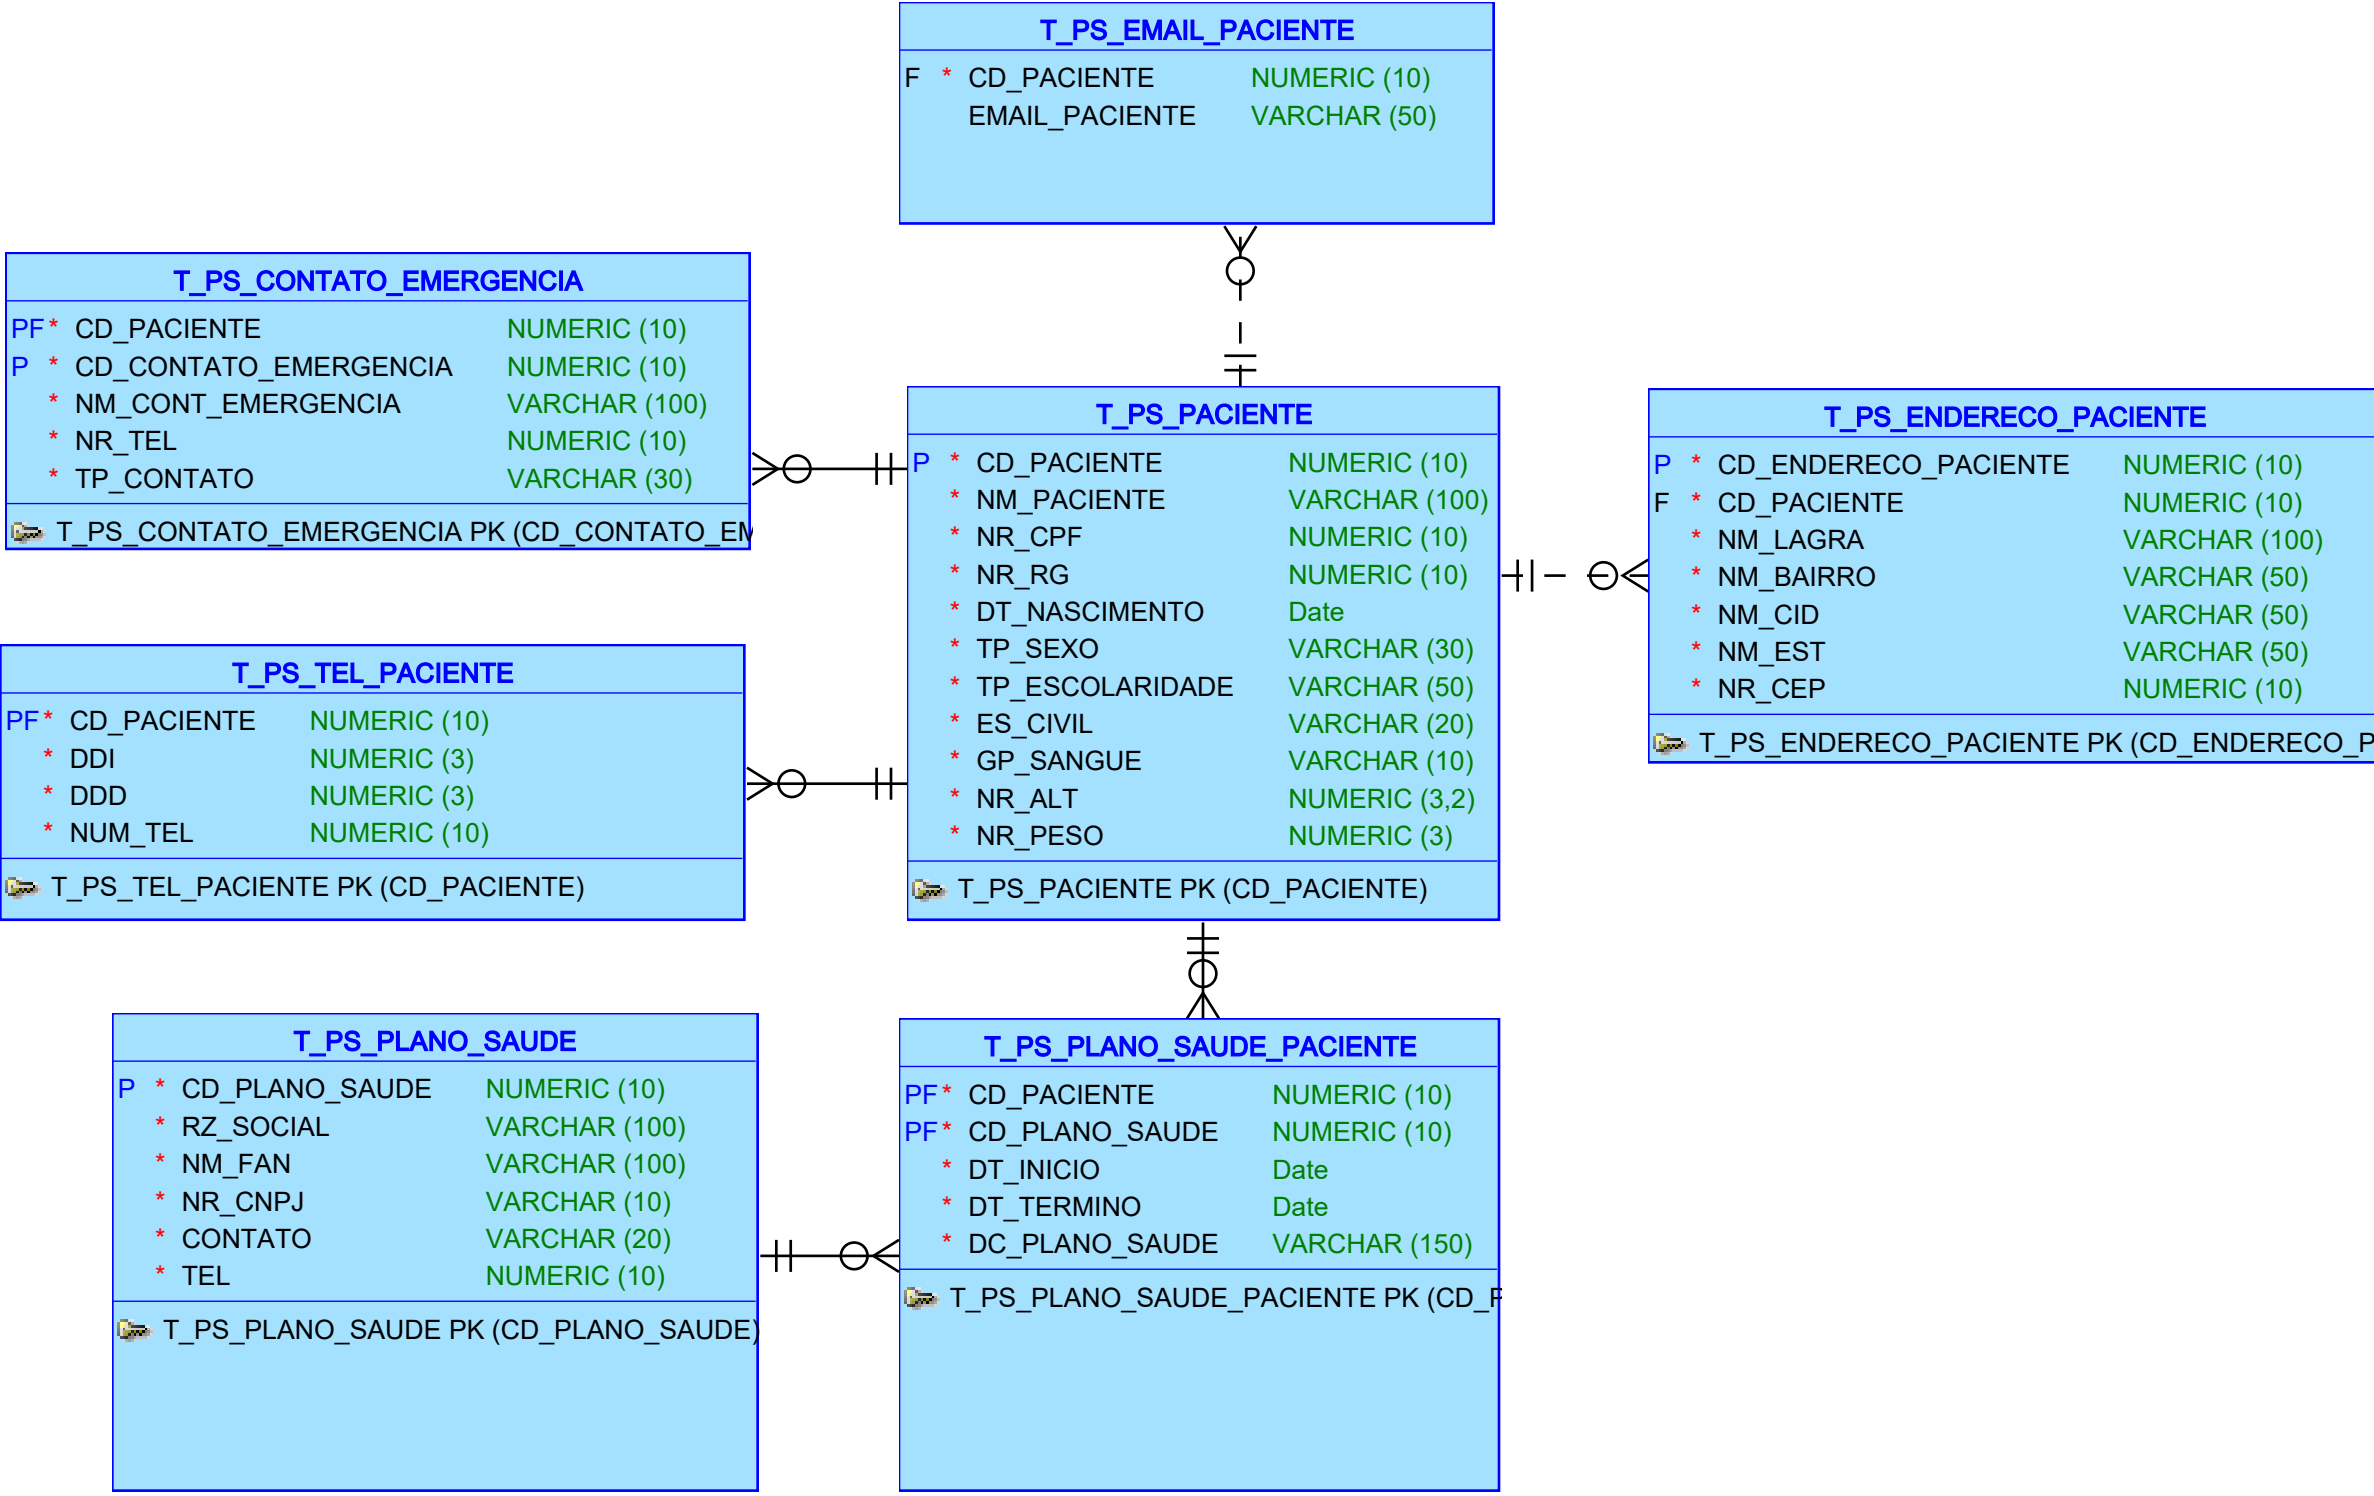 T_PS_EMAIL_PACIENTE
F * CD_PACIENTE NUMERIC (10)
EMAIL_PACIENTE VARCHAR (50)
T_PS_CONTATO_EMERGENCIA
PF * CD_PACIENTE NUMERIC (10)
P * CD_CONTATO_EMERGENCIA NUMERIC (10)
* NM_CONT_EMERGENCIA VARCHAR (100)
* NR_TEL NUMERIC (10)
* TP_CONTATO VARCHAR (30)
T_PS_CONTATO_EMERGENCIA PK (CD_CONTATO_EM
T_PS_PACIENTE
P * CD_PACIENTE NUMERIC (10)
* NM_PACIENTE VARCHAR (100)
* NR_CPF NUMERIC (10)
* NR_RG NUMERIC (10)
* DT_NASCIMENTO Date
* TP_SEXO VARCHAR (30)
* TP_ESCOLARIDADE VARCHAR (50)
* ES_CIVIL VARCHAR (20)
* GP_SANGUE VARCHAR (10)
* NR_ALT NUMERIC (3,2)
* NR_PESO NUMERIC (3)
T_PS_PACIENTE PK (CD_PACIENTE)
T_PS_ENDERECO_PACIENTE
P * CD_ENDERECO_PACIENTE NUMERIC (10)
F * CD_PACIENTE NUMERIC (10)
* NM_LAGRA VARCHAR (100)
* NM_BAIRRO VARCHAR (50)
* NM_CID VARCHAR (50)
* NM_EST VARCHAR (50)
* NR_CEP NUMERIC (10)
T_PS_ENDERECO_PACIENTE PK (CD_ENDERECO_P
T_PS_TEL_PACIENTE
PF * CD_PACIENTE NUMERIC (10)
* DDI NUMERIC (3)
* DDD NUMERIC (3)
* NUM_TEL NUMERIC (10)
T_PS_TEL_PACIENTE PK (CD_PACIENTE)
T_PS_PLANO_SAUDE
P * CD_PLANO_SAUDE NUMERIC (10)
* RZ_SOCIAL VARCHAR (100)
* NM_FAN VARCHAR (100)
* NR_CNPJ VARCHAR (10)
* CONTATO VARCHAR (20)
* TEL NUMERIC (10)
T_PS_PLANO_SAUDE PK (CD_PLANO_SAUDE)
T_PS_PLANO_SAUDE_PACIENTE
PF * CD_PACIENTE NUMERIC (10)
PF * CD_PLANO_SAUDE NUMERIC (10)
* DT_INICIO Date
* DT_TERMINO Date
* DC_PLANO_SAUDE VARCHAR (150)
T_PS_PLANO_SAUDE_PACIENTE PK (CD_P